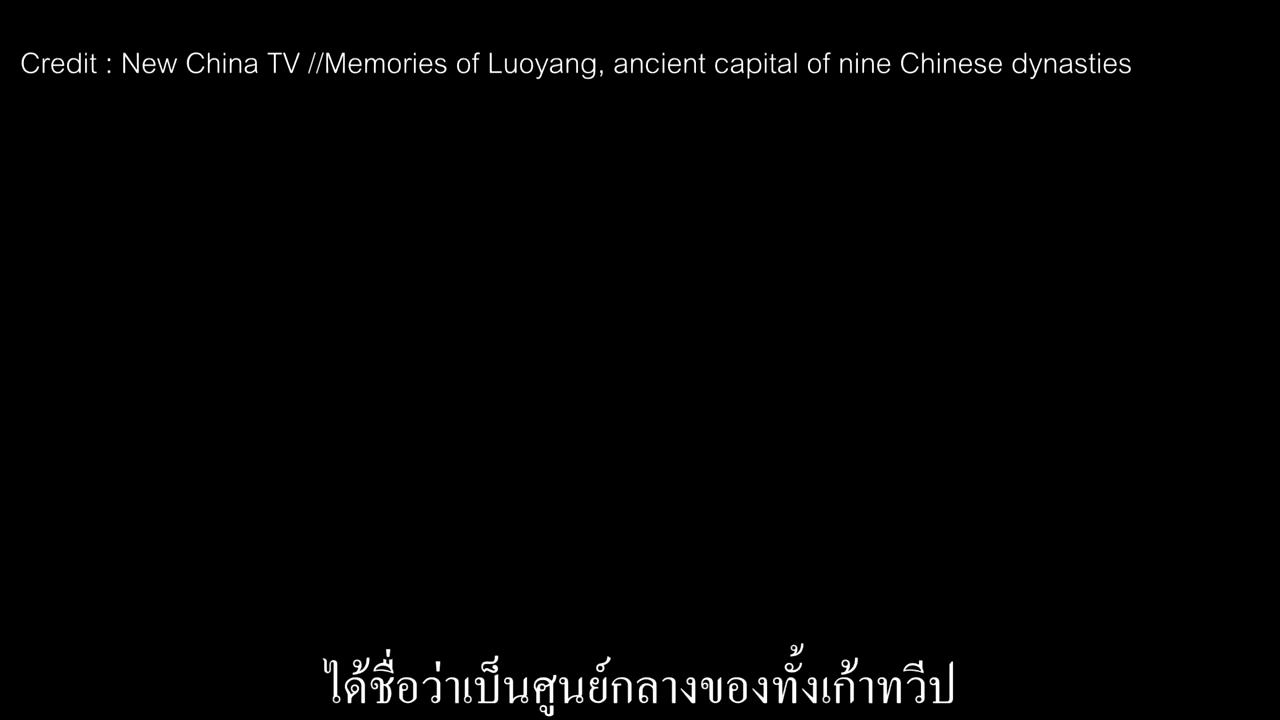 Credit : New China TV //Memories of Luoyang, ancient capital of nine Chinese dynasties
ได้ชื่อว่าเป็นศูนย์กลางของทั้งเก้าทวีป